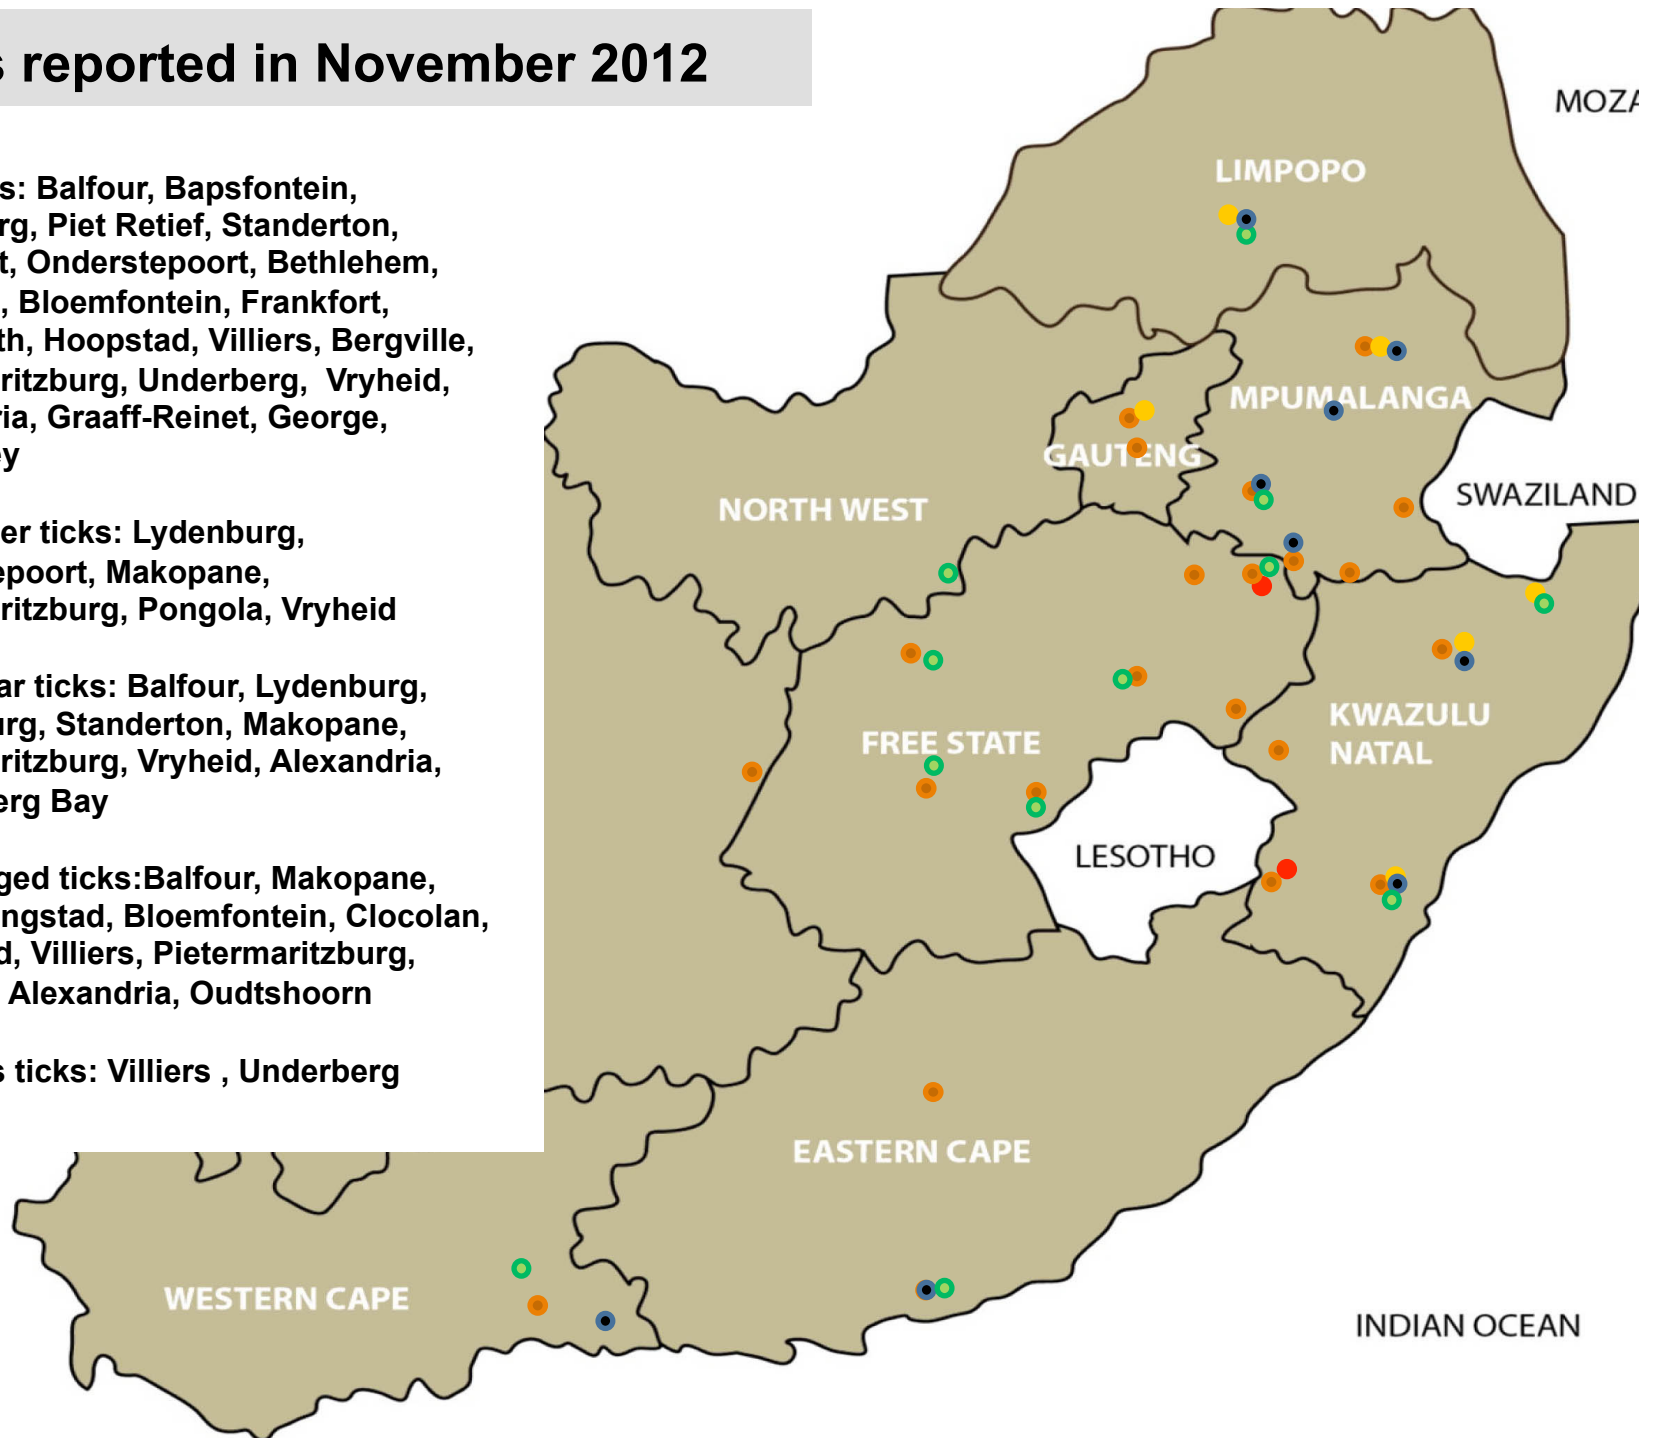 s reported in November 2012
s: Balfour, Bapsfontein,
rg, Piet Retief, Standerton,
t, Onderstepoort, Bethlehem,
, Bloemfontein, Frankfort,
th, Hoopstad, Villiers, Bergville,
ritzburg, Underberg, Vryheid,
ria, Graaff-Reinet, George,
ey
er ticks: Lydenburg,
epoort, Makopane,
ritzburg, Pongola, Vryheid
ar ticks: Balfour, Lydenburg,
urg, Standerton, Makopane,
ritzburg, Vryheid, Alexandria,
erg Bay
ged ticks:Balfour, Makopane,
ngstad, Bloemfontein, Clocolan,
d, Villiers, Pietermaritzburg,
, Alexandria, Oudtshoorn
s ticks: Villiers , Underberg
MOZA
LIMPOPO
MPUMALANGA
GAUTENG
SWAZILAND
NORTH WEST
KWAZULU
NATAL
FREE STATE
LESOTHO
EASTERN CAPE
WESTERN CAPE
INDIAN OCEAN